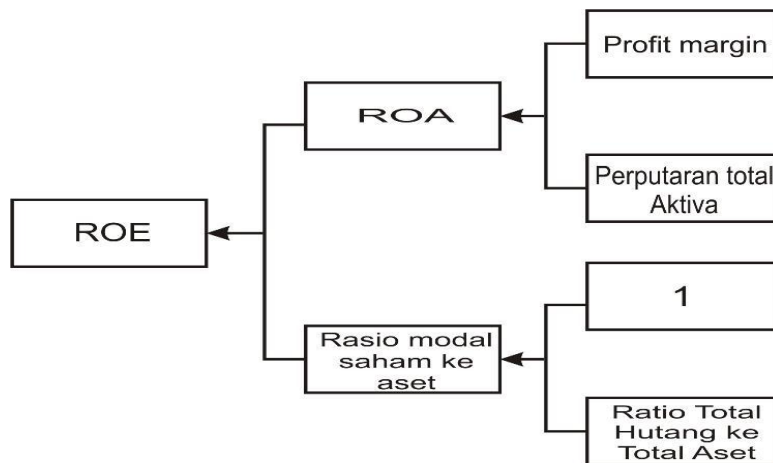 Profit margin
ROA
Perputaran total
Aktiva
ROE
1
Rasio modal
saham ke
aset
Ratio Total
Hutang ke
Total Aset